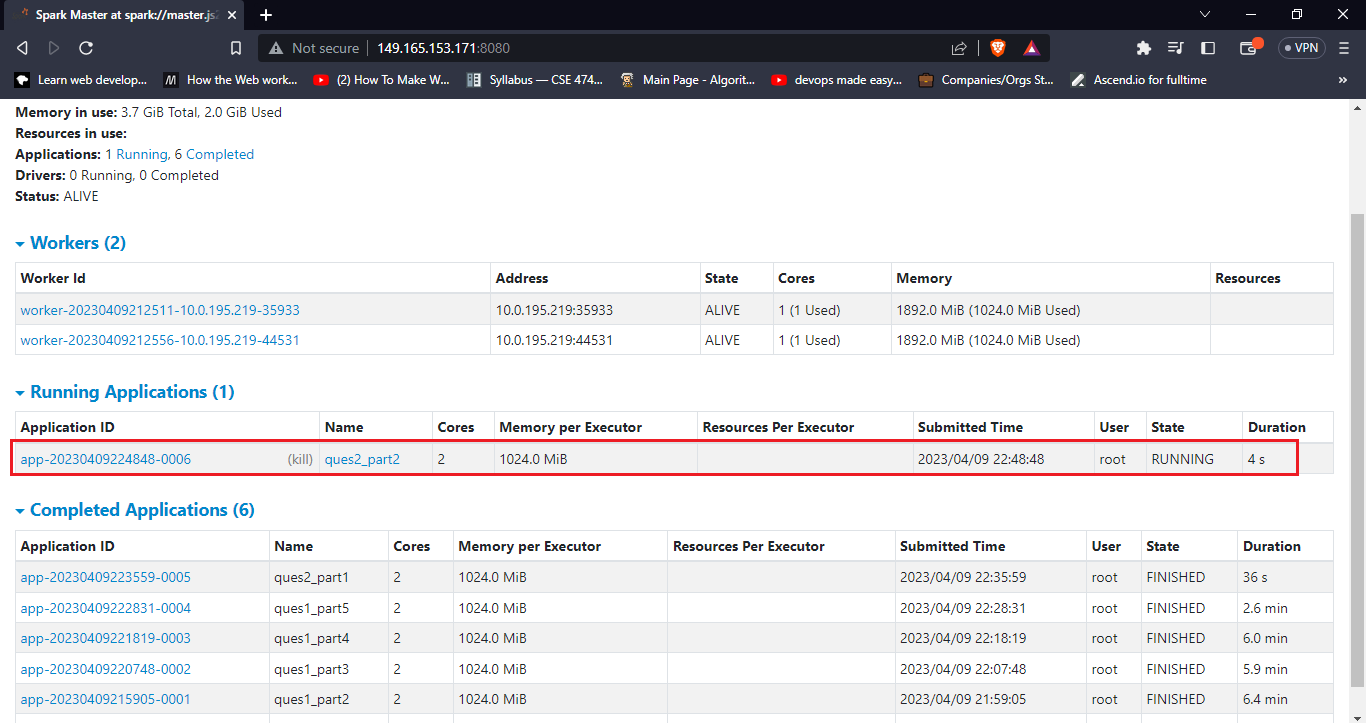 Spark Master at spark://master.js2
Not secure 149.165.153.171:8080 VPN
Learn web develop... How the Web work... (2) How To Make W... Syllabus — CSE 474... Main Page - Algorit... devops made easy... Companies/Orgs St... Ascend.io for fulltime »
Memory in use: 3.7 GiB Total, 2.0 GiB Used
Resources in use:
Applications: 1 Running, 6 Completed
Drivers: 0 Running, 0 Completed
Status: ALIVE
Workers (2)
Worker Id Address State Cores Memory Resources
worker-20230409212511-10.0.195.219-35933 10.0.195.219:35933 ALIVE 1 (1 Used) 1892.0 MiB (1024.0 MiB Used)
worker-20230409212556-10.0.195.219-44531 10.0.195.219:44531 ALIVE 1 (1 Used) 1892.0 MiB (1024.0 MiB Used)
Running Applications (1)
Application ID Name Cores Memory per Executor Resources Per Executor Submitted Time User State Duration
app-20230409224848-0006 (kill) ques2_part2 2 1024.0 MiB 2023/04/09 22:48:48 root RUNNING 4 s
Completed Applications (6)
Application ID Name Cores Memory per Executor Resources Per Executor Submitted Time User State Duration
app-20230409223559-0005 ques2_part1 2 1024.0 MiB 2023/04/09 22:35:59 root FINISHED 36 s
app-20230409222831-0004 ques1_part5 2 1024.0 MiB 2023/04/09 22:28:31 root FINISHED 2.6 min
app-20230409221819-0003 ques1_part4 2 1024.0 MiB 2023/04/09 22:18:19 root FINISHED 6.0 min
app-20230409220748-0002 ques1_part3 2 1024.0 MiB 2023/04/09 22:07:48 root FINISHED 5.9 min
app-20230409215905-0001 ques1_part2 2 1024.0 MiB 2023/04/09 21:59:05 root FINISHED 6.4 min